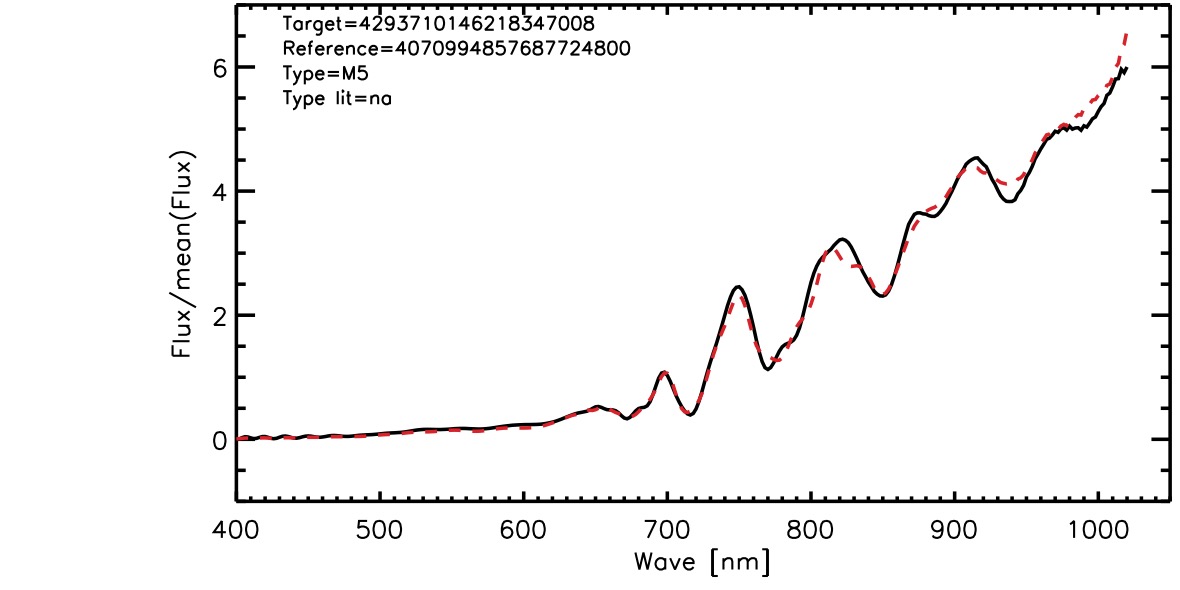 Target=4293710146218347008
Reference=4070994857687724800
Type=M5
Type lit=na
6
4
2
0
Flux/mean(Flux)
400 500 600 700 800 900 1000
Wave [nm]